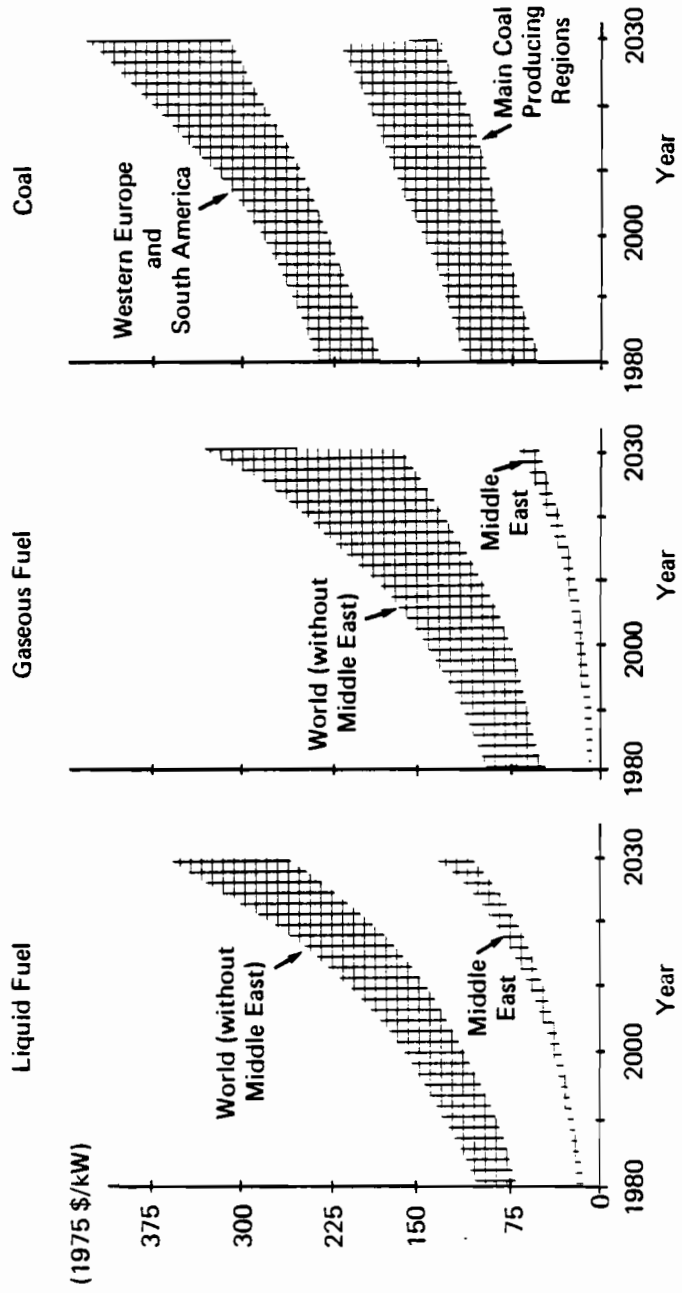 Liquid Fuel
(1975 $/kW)
375
300
225
150
75
0
World (without
Middle East)
Middle
East
1980
2000
2030
Year
Gaseous Fuel
World (without
Middle East)
Middle
East
1980
2000
2030
Year
Coal
Western Europe
and
South America
Main Coal
Producing
Regions
1980
2000
2030
Year